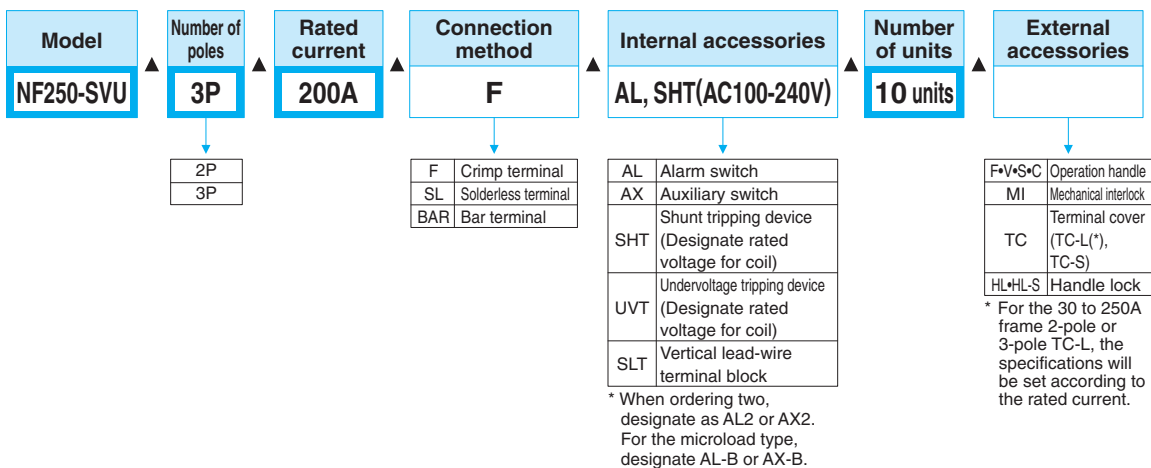 Model
Number of
poles
Rated
current
Connection
method
Internal accessories
Number
of units
External
accessories
NF250-SVU ▲ 3P ▲ 200A ▲ F ▲ AL, SHT(AC100-240V) ▲ 10 units ▲
2P
3P
F Crimp terminal
SL Solderless terminal
BAR Bar terminal
AL Alarm switch
AX Auxiliary switch
SHT Shunt tripping device
(Designate rated
voltage for coil)
UVT Undervoltage tripping device
(Designate rated
voltage for coil)
SLT Vertical lead-wire
terminal block
* When ordering two,
designate as AL2 or AX2.
For the microload type,
designate AL-B or AX-B.
F•V•S•C Operation handle
MI Mechanical interlock
TC Terminal cover
(TC-L(*),
TC-S)
HL•HL-S Handle lock
* For the 30 to 250A
frame 2-pole or
3-pole TC-L, the
specifications will
be set according to
the rated current.